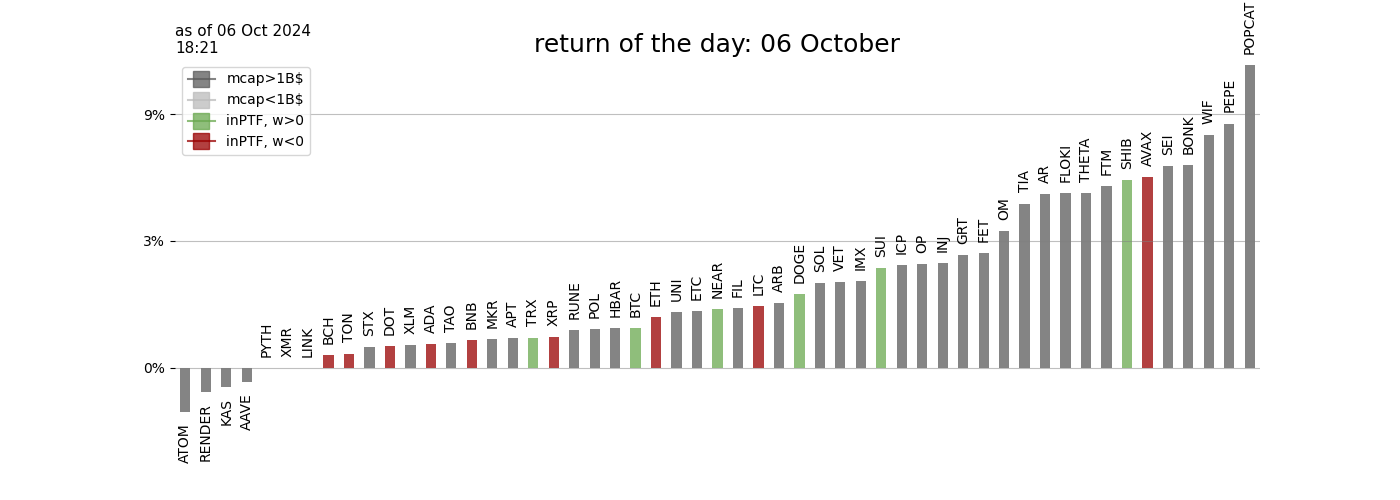 as of 06 Oct 2024
18:21
return of the day: 06 October
mcap>1B$
mcap<1B$
inPTF, w>0
inPTF, w<0
9%
3%
0%
ATOM
RENDER
KAS
AAVE
PYTH
XMR
LINK
BCH
TON
STX
DOT
XLM
ADA
TAO
BNB
MKR
APT
TRX
XRP
RUNE
POL
HBAR
BTC
ETH
UNI
ETC
NEAR
FIL
LTC
ARB
DOGE
SOL
VET
IMX
SUI
ICP
OP
INJ
GRT
FET
OM
TIA
AR
FLOKI
THETA
FTM
SHIB
AVAX
SEI
BONK
WIF
PEPE
POPCAT